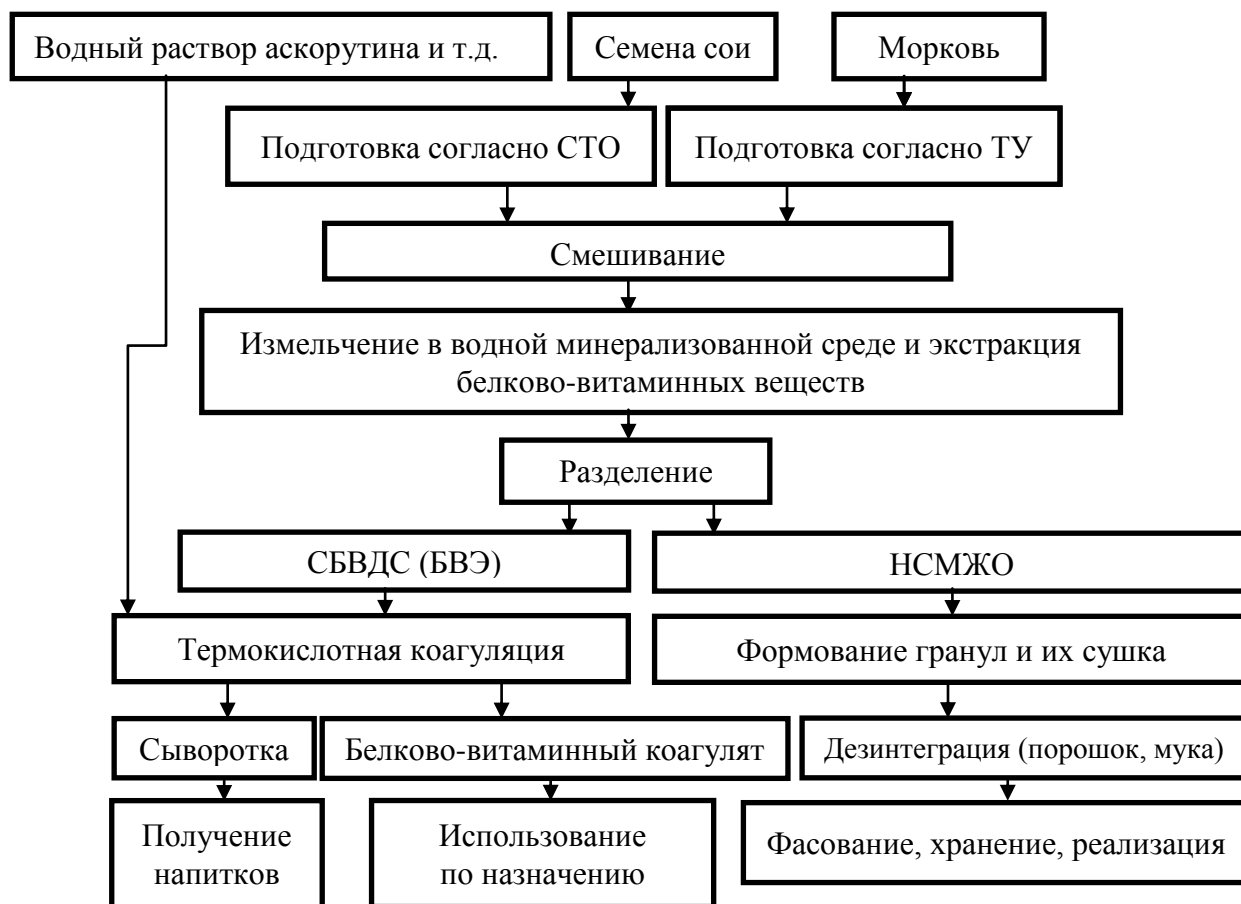 Водный раствор аскорутина и т.д.
Семена сои
Морковь
Подготовка согласно СТО
Подготовка согласно ТУ
Смешивание
Измельчение в водной минерализованной среде и экстракция
белково-витаминных веществ
Разделение
СБВДС (БВЭ)
НСМЖО
Термокислотная коагуляция
Формование гранул и их сушка
Сыворотка
Белково-витаминный коагулят
Дезинтеграция (порошок, мука)
Получение
напитков
Использование
по назначению
Фасование, хранение, реализация